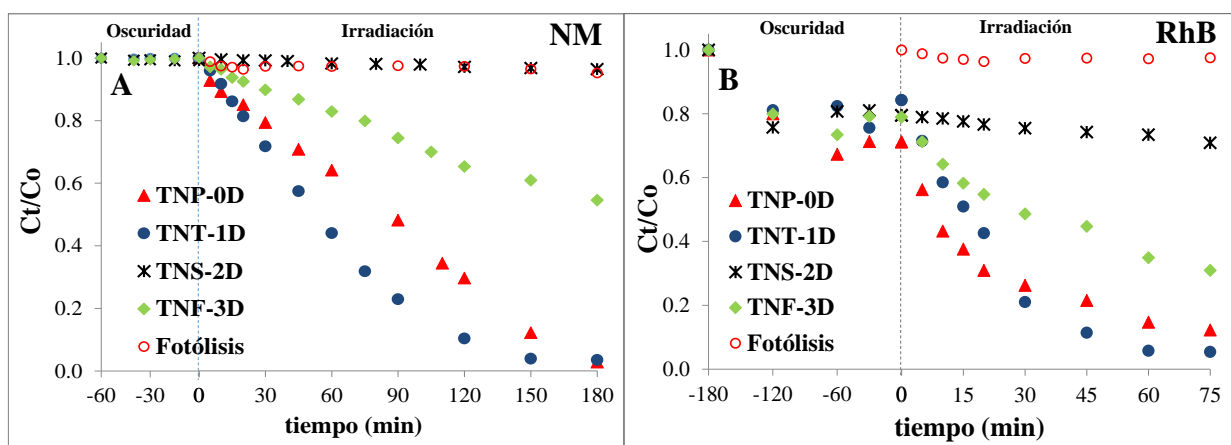 Oscuridad Irradiación NM
A
Ct/Co
1.0
0.8
0.6
0.4
0.2
0.0
TNP-0D
TNT-1D
TNS-2D
TNF-3D
Fotólisis
-60 -30 0 0 30 60 90 120 150 180
tiempo (min)
Oscuridad Irradiación RhB
B
Ct/Co
1.0
0.8
0.6
0.4
0.2
0.0
TNP-0D
TNT-1D
TNS-2D
TNF-3D
Fotólisis
-180 -120 -60 0 0 15 30 45 60 75
tiempo (min)